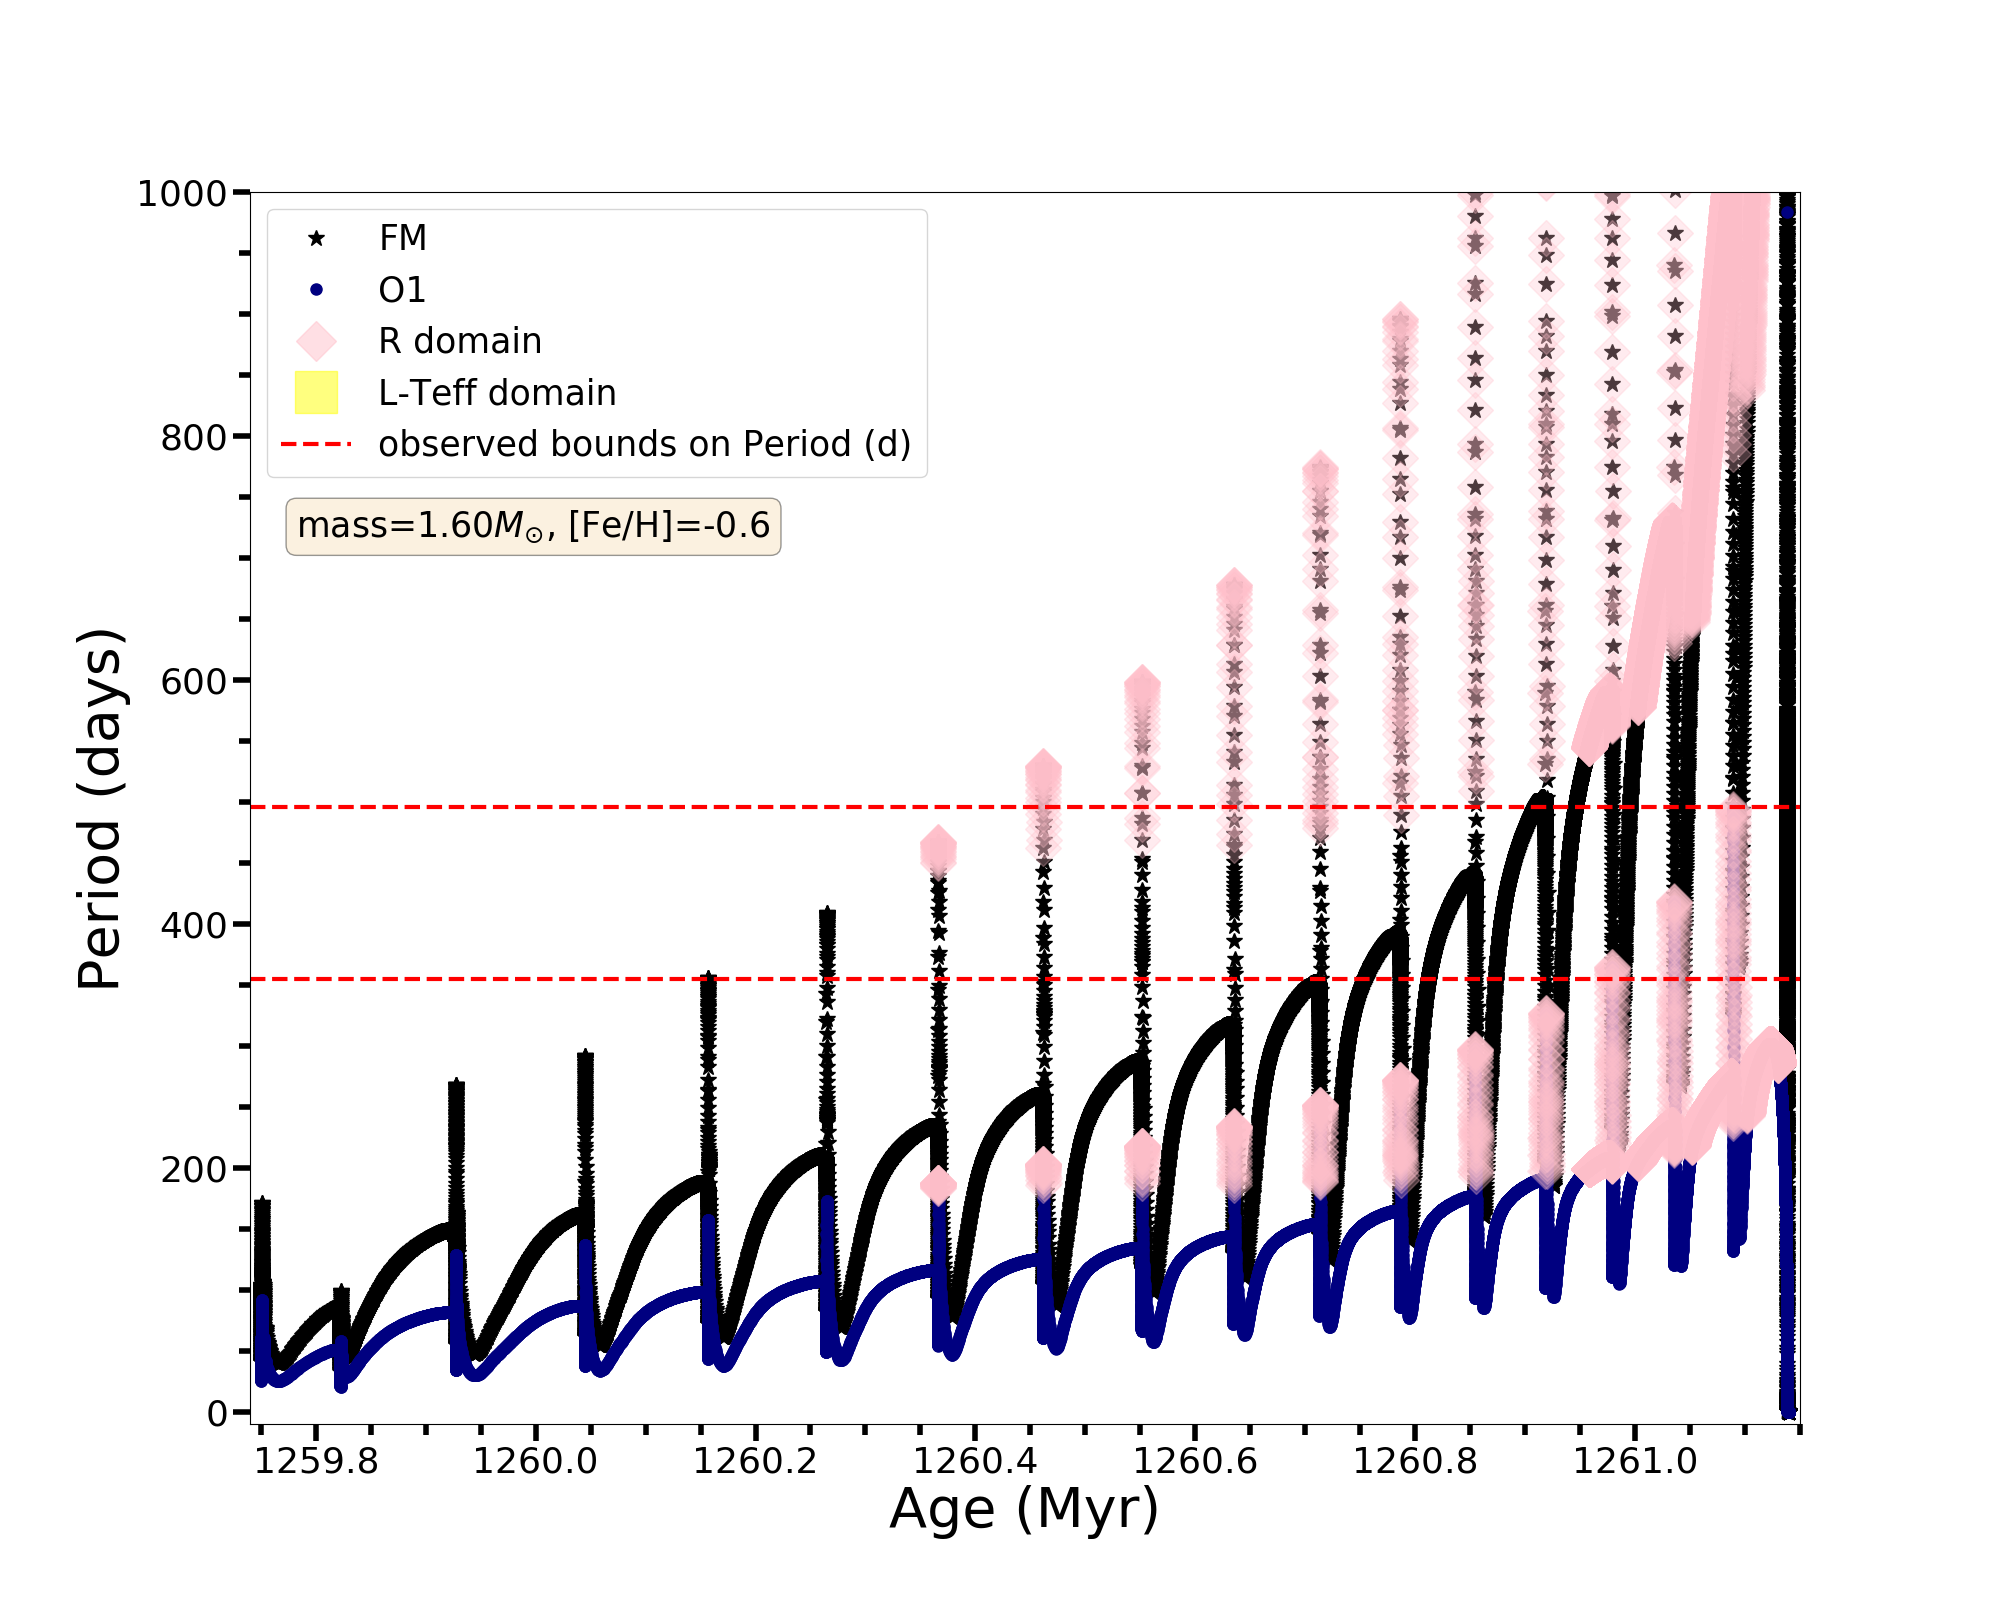 1000
800
600
400
200
0
Period (days)
FM
O1
R domain
L-Teff domain
observed bounds on Period (d)
mass=1.60M⊙, [Fe/H]=-0.6
1259.8 1260.0 1260.2 1260.4 1260.6 1260.8 1261.0
Age (Myr)